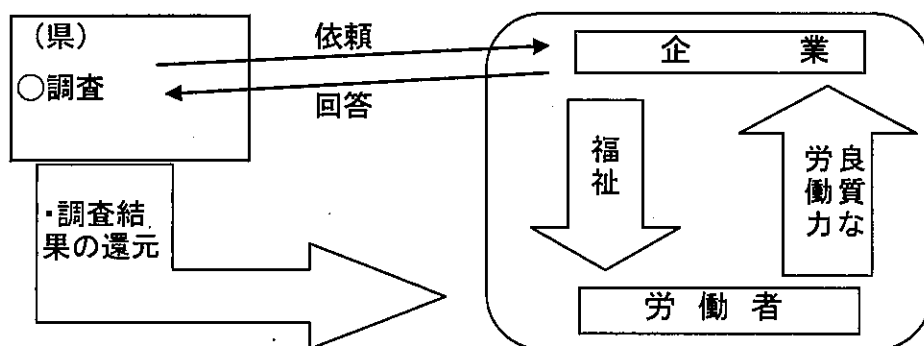 (県)
○調査
依頼
回答
企業
福祉
良質な
労働力
・調査結
果の還元
労働者